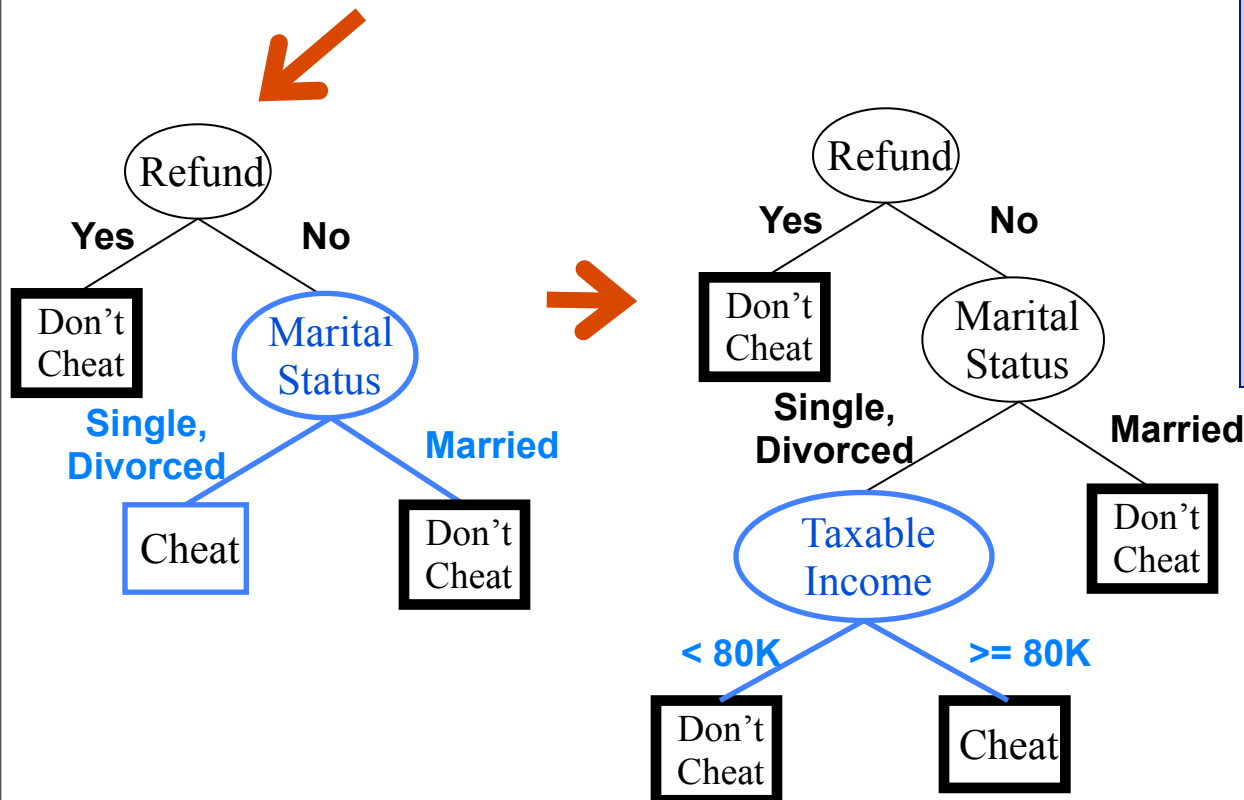 Refund
Yes
No
Don't
Cheat
Marital
Status
Single,
Divorced
Married
Cheat
Don't
Cheat
Refund
Yes
No
Don't
Cheat
Marital
Status
Single,
Divorced
Married
Taxable
Income
Don't
Cheat
< 80K
>= 80K
Don't
Cheat
Cheat